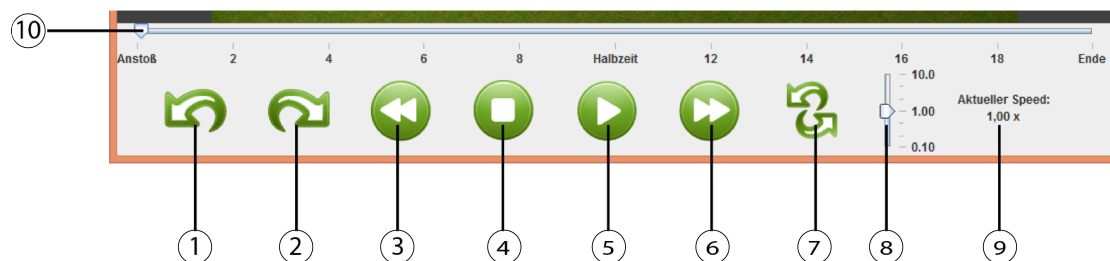 10
Anstoß 2 4 6 8 Halbzeit 12 14 16 18 Ende
10.0
1.00
0.10
Aktueller Speed:
1,00 x
1 2 3 4 5 6 7 8 9